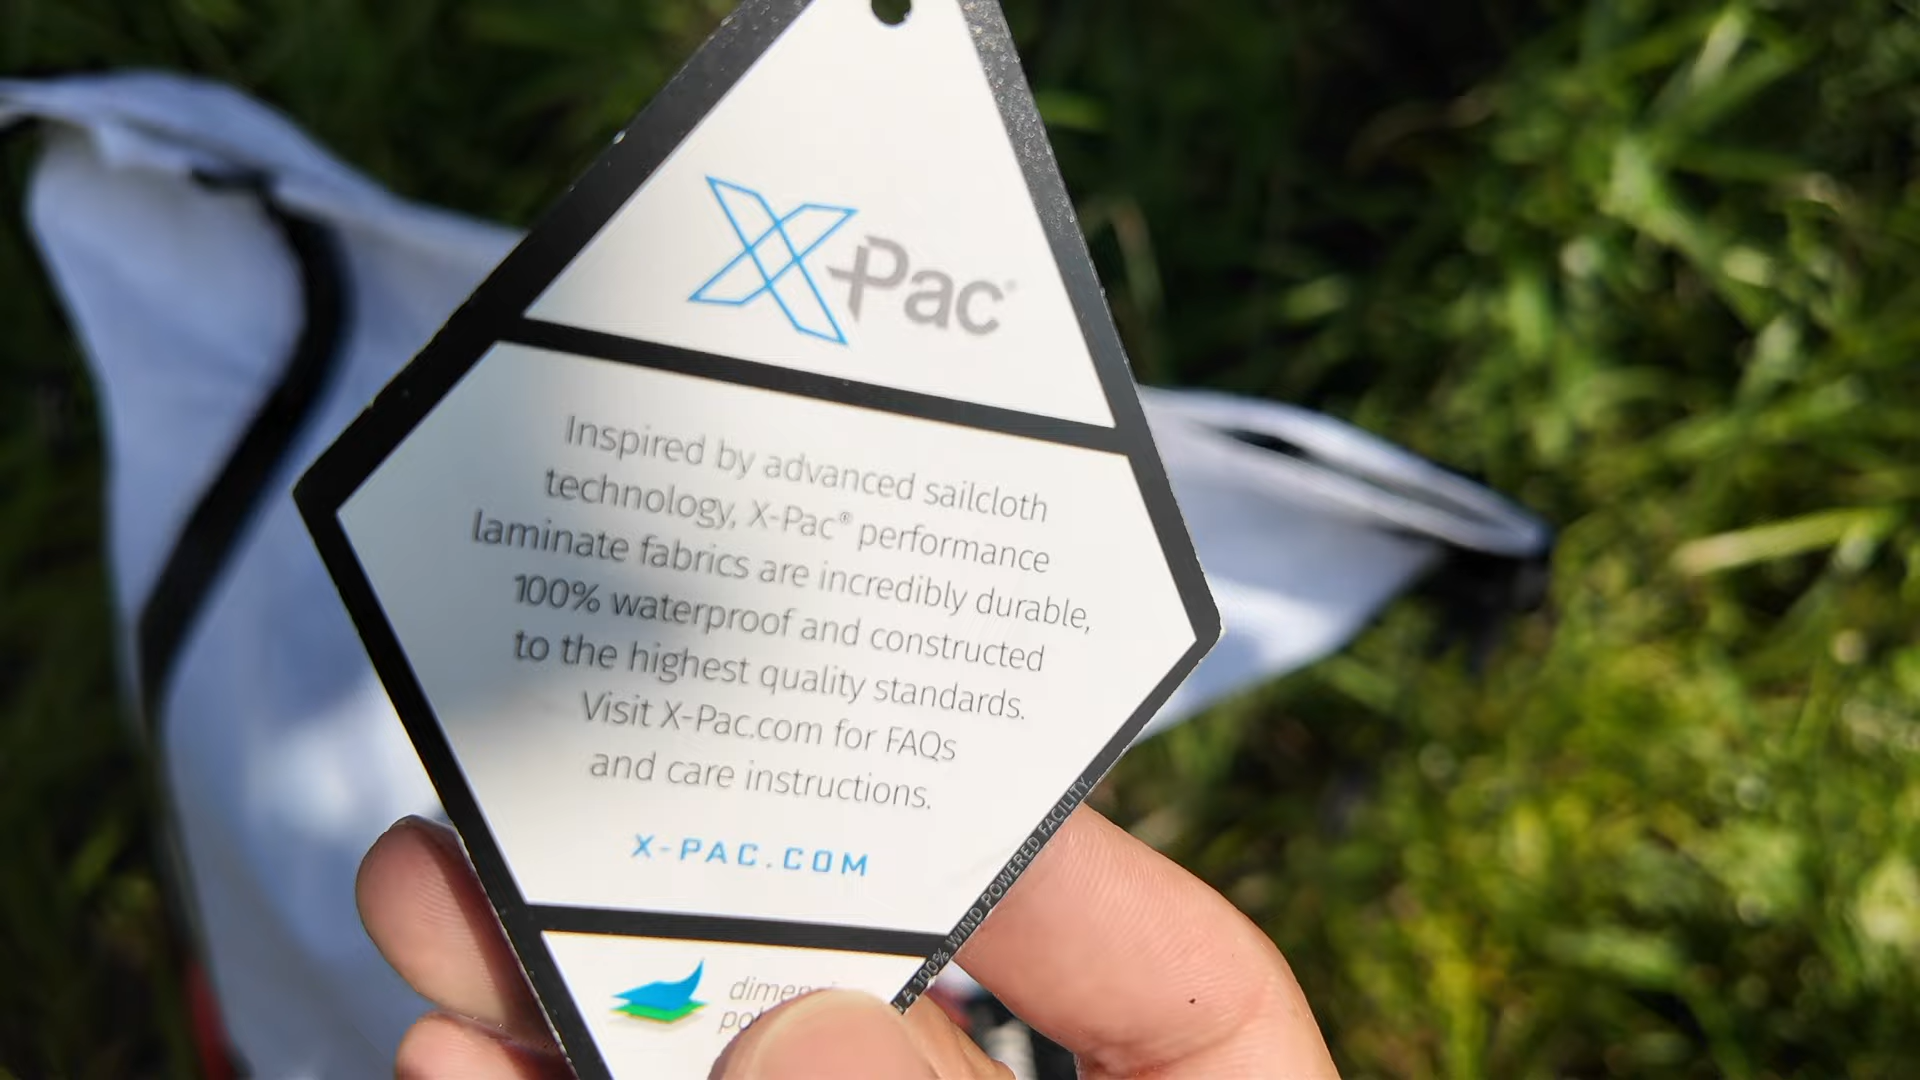 X-Pac®
Inspired by advanced sailcloth
technology, X-Pac® performance
laminate fabrics are incredibly durable,
100% waterproof and constructed
to the highest quality standards.
Visit X-Pac.com for FAQs
and care instructions.
X-PAC.COM
A 100% WIND POWERED FACILITY.